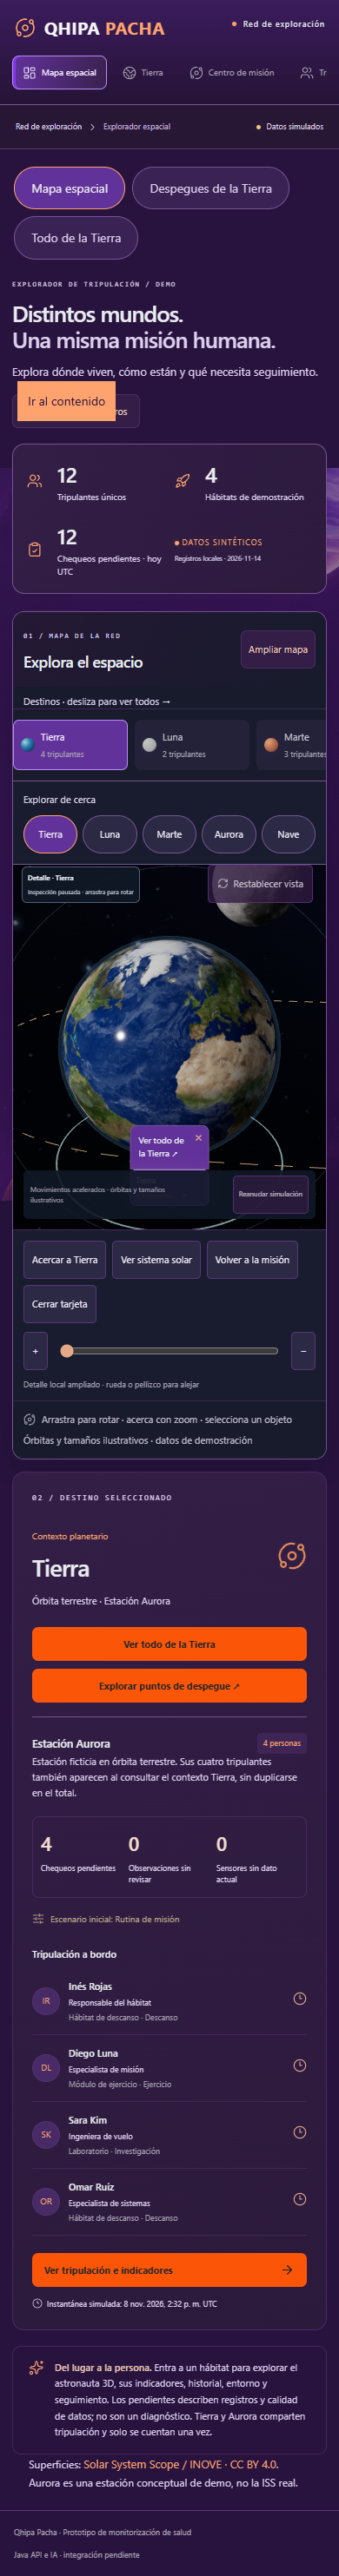 QHIPA PACHA
Red de exploración
Mapa espacial
Tierra
Centro de misión
Tr
Red de exploración > Explorador espacial
Datos simulados
Mapa espacial
Despegues de la Tierra
Todo de la Tierra
EXPLORADOR DE TRIPULACIÓN / DEMO
Distintos mundos.
Una misma misión humana.
Explora dónde viven, cómo están y qué necesita seguimiento.
Ir al contenido
ros
12
Tripulantes únicos
4
Hábitats de demostración
12
Chequeos pendientes · hoy
UTC
DATOS SINTÉTICOS
Registros locales · 2026-11-14
01 / MAPA DE LA RED
Explora el espacio
Ampliar mapa
Destinos · desliza para ver todos →
Tierra
4 tripulantes
Luna
2 tripulantes
Marte
3 tripulantes
Explorar de cerca
Tierra
Luna
Marte
Aurora
Nave
Detalle · Tierra
Inspección pausada · arrastra para rotar
Restablecer vista
Ver todo de
la Tierra ↗
×
Movimientos acelerados · órbitas y tamaños
ilustrativos
Reanudar simulación
Acercar a Tierra
Ver sistema solar
Volver a la misión
Cerrar tarjeta
+
−
Detalle local ampliado · rueda o pellizco para alejar
Arrastra para rotar · acerca con zoom · selecciona un objeto
Órbitas y tamaños ilustrativos · datos de demostración
02 / DESTINO SELECCIONADO
Contexto planetario
Tierra
Órbita terrestre · Estación Aurora
Ver todo de la Tierra
Explorar puntos de despegue ↗
Estación Aurora
4 personas
Estación ficticia en órbita terrestre. Sus cuatro tripulantes
también aparecen al consultar el contexto Tierra, sin duplicarse
en el total.
4
Chequeos pendientes
0
Observaciones sin
revisar
0
Sensores sin dato
actual
Escenario inicial: Rutina de misión
Tripulación a bordo
IR
Inés Rojas
Responsable del hábitat
Hábitat de descanso · Descanso
DL
Diego Luna
Especialista de misión
Módulo de ejercicio · Ejercicio
SK
Sara Kim
Ingeniera de vuelo
Laboratorio · Investigación
OR
Omar Ruiz
Especialista de sistemas
Hábitat de descanso · Descanso
Ver tripulación e indicadores →
Instantánea simulada: 8 nov. 2026, 2:32 p. m. UTC
Del lugar a la persona. Entra a un hábitat para explorar el
astronauta 3D, sus indicadores, historial, entorno y
seguimiento. Los pendientes describen registros y calidad
de datos; no son un diagnóstico. Tierra y Aurora comparten
tripulación y solo se cuentan una vez.
Superficies: Solar System Scope / INOVE · CC BY 4.0.
Aurora es una estación conceptual de demo, no la ISS real.
Qhipa Pacha · Prototipo de monitorización de salud
Java API e IA · integración pendiente